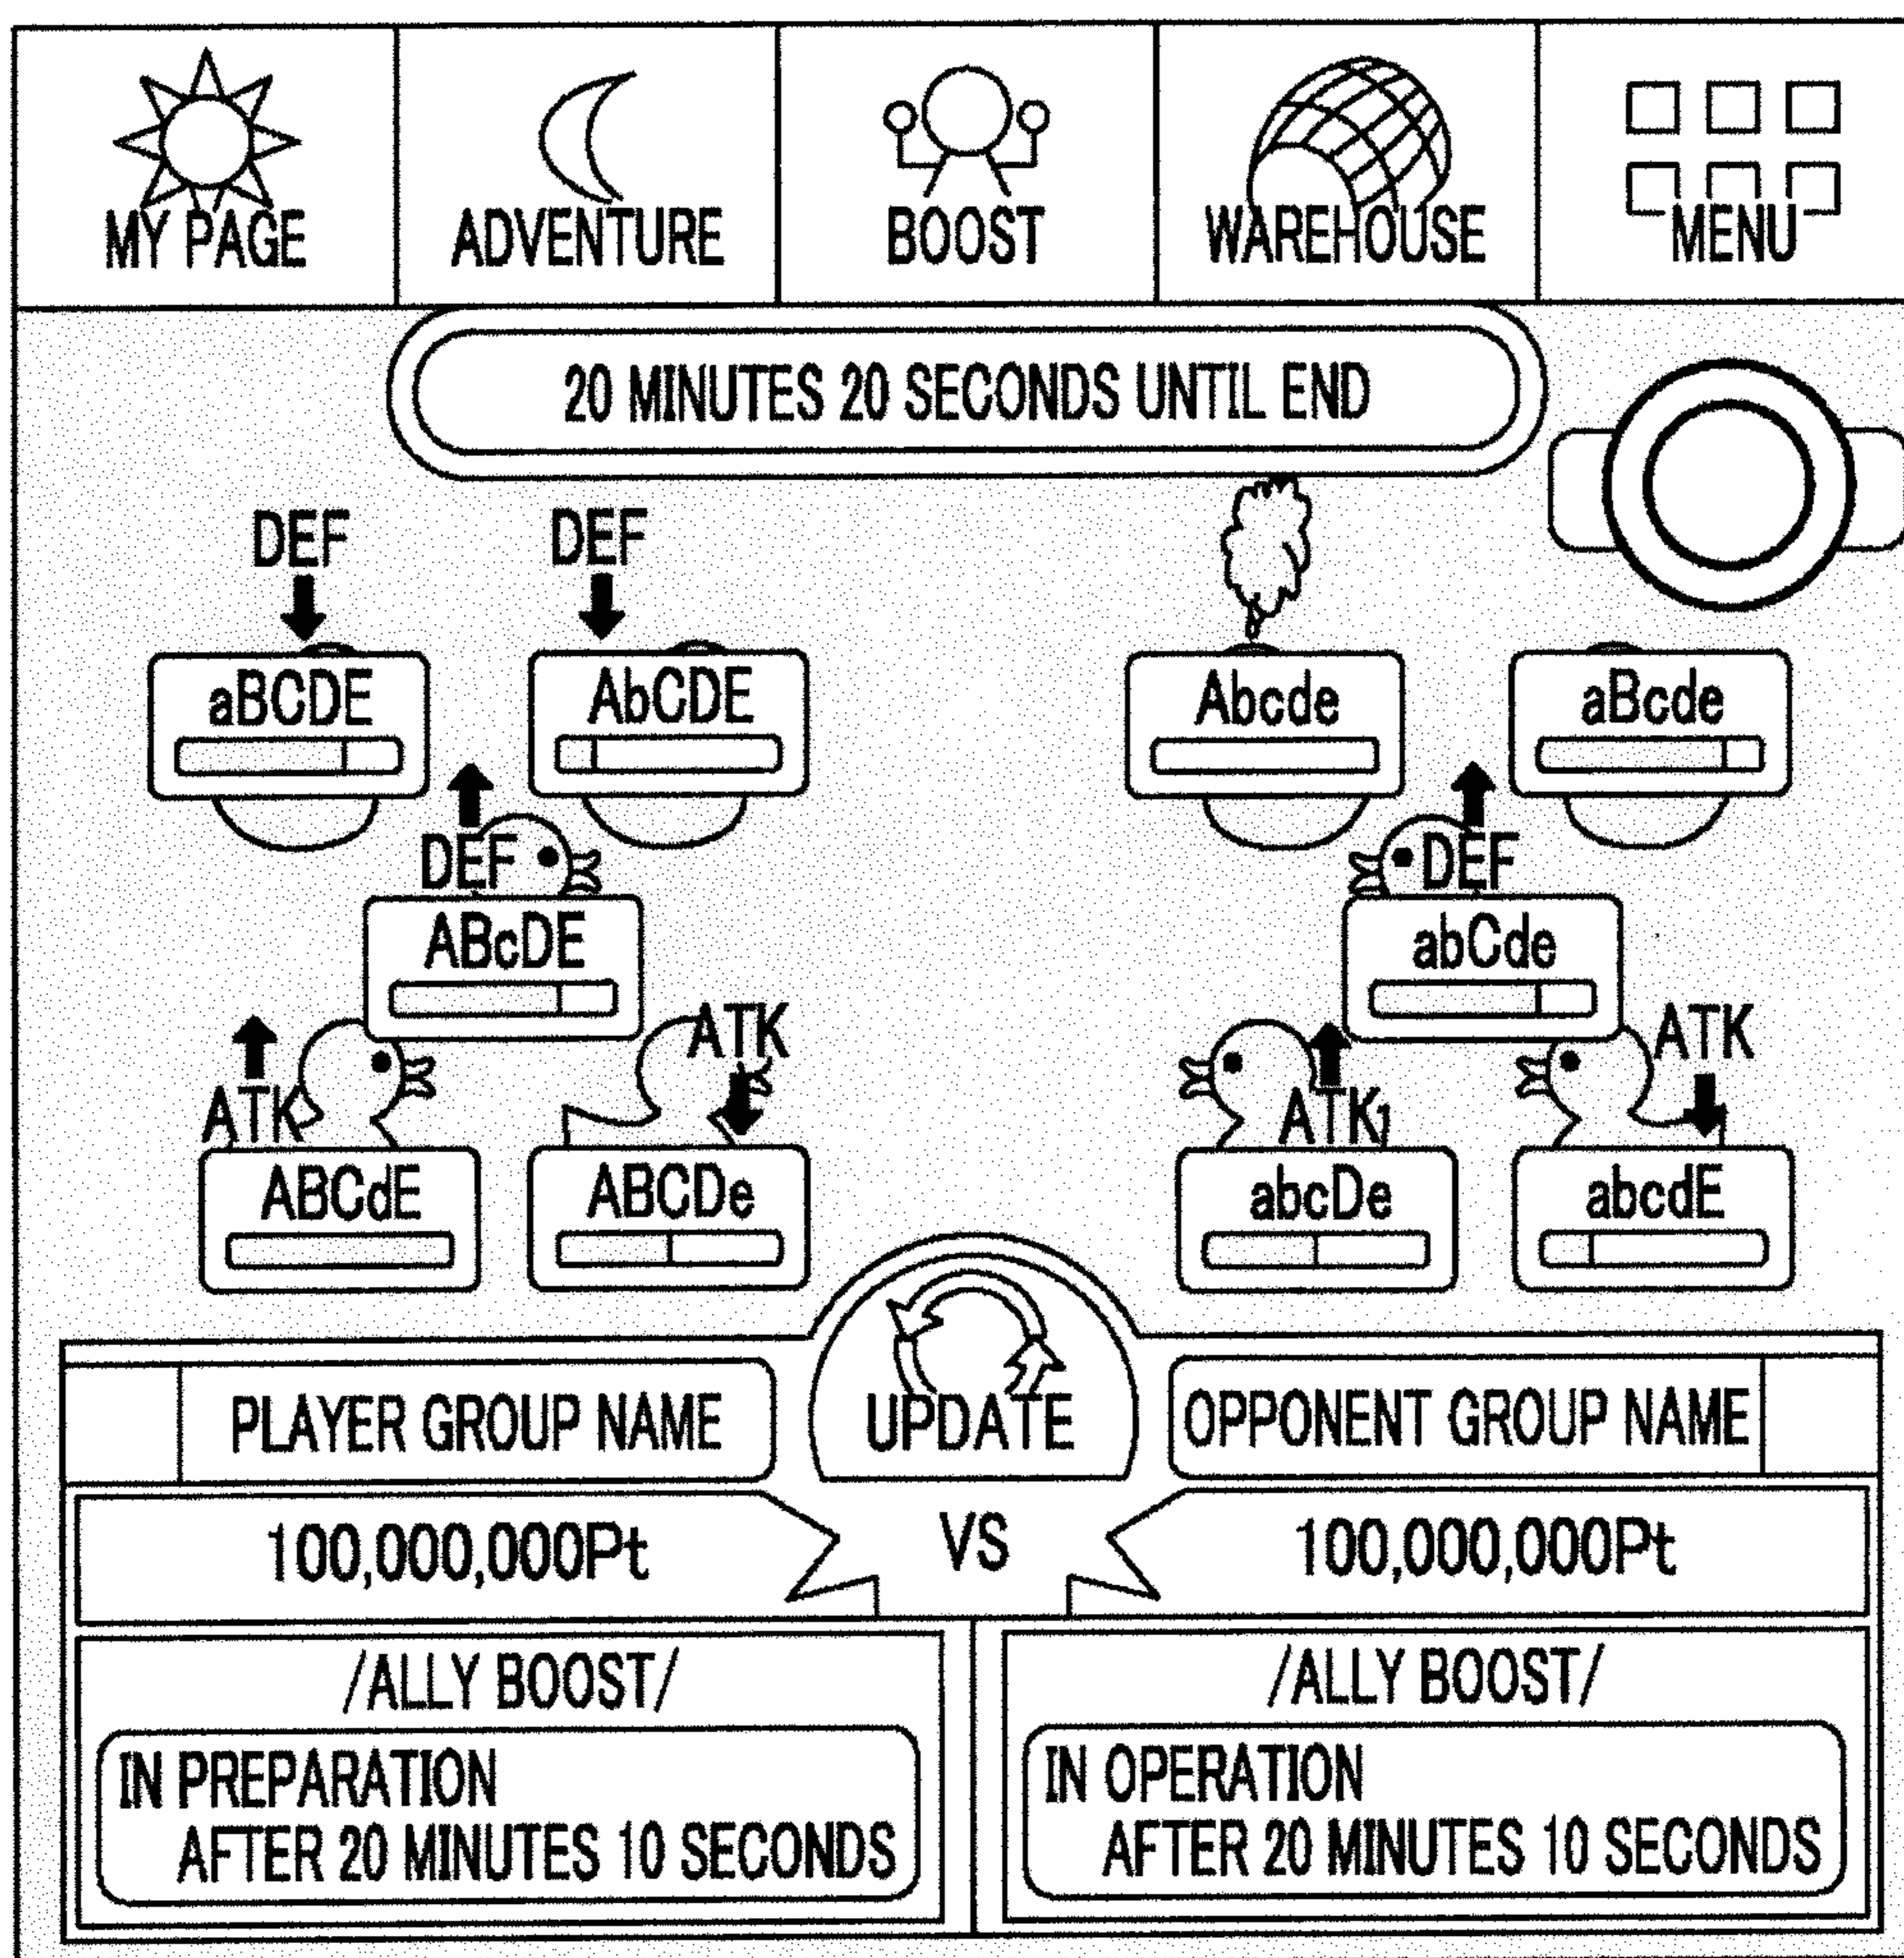 MY PAGE
ADVENTURE
BOOST
WAREHOUSE
MENU
20 MINUTES 20 SECONDS UNTIL END
DEF
DEF
aBCDE
AbCDE
Abcde
aBcde
DEF
DEF
ABcDE
abCde
ATK
ATK
ATK
ATK
ABCdE
ABCDe
abcDe
abcdE
PLAYER GROUP NAME
UPDATE
OPPONENT GROUP NAME
100,000,000Pt
VS
100,000,000Pt
/ALLY BOOST/
IN PREPARATION
AFTER 20 MINUTES 10 SECONDS
/ALLY BOOST/
IN OPERATION
AFTER 20 MINUTES 10 SECONDS